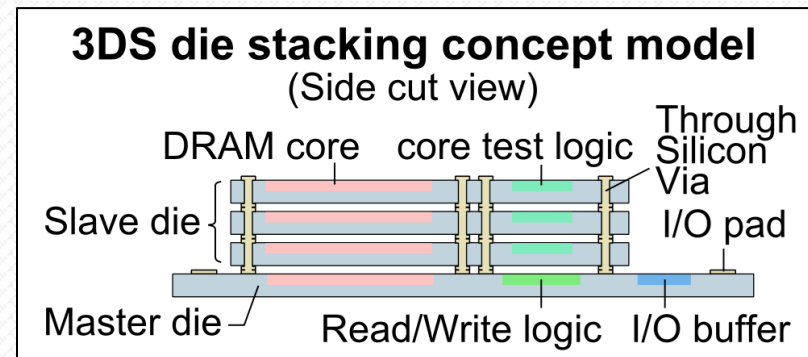 3DS die stacking concept model
(Side cut view)
DRAM core
core test logic
Through
Silicon
Via
Slave die
I/O pad
Master die
Read/Write logic
I/O buffer